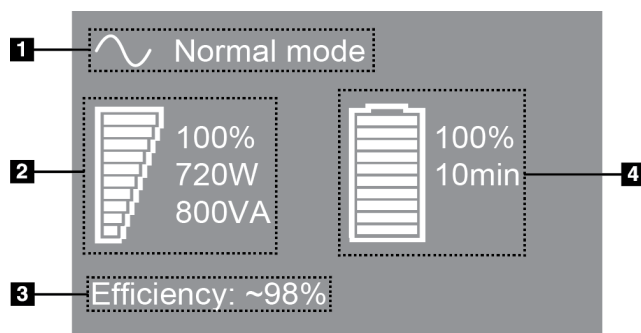 1
Normal mode
2
100%
720W
800VA
100%
10min
4
3
Efficiency: ~98%